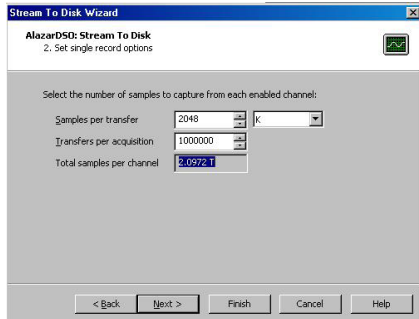 Stream To Disk Wizard
AlazarDSO: Stream To Disk
2. Set single record options
Select the number of samples to capture from each enabled channel:
Samples per transfer 2048 K
Transfers per acquisition 1000000
Total samples per channel 2.0972 T
< Back Next > Finish Cancel Help